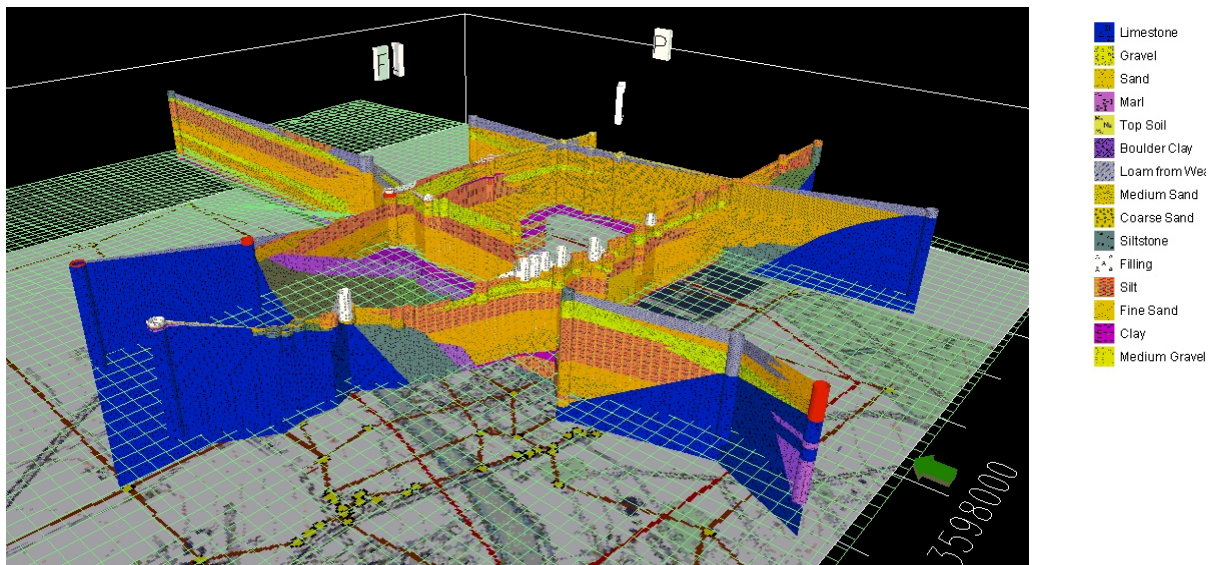 P
3598000
Limestone
Gravel
Sand
Marl
Top Soil
Boulder Clay
Loam from Wea
Medium Sand
Coarse Sand
Siltstone
Filling
Silt
Fine Sand
Clay
Medium Gravel